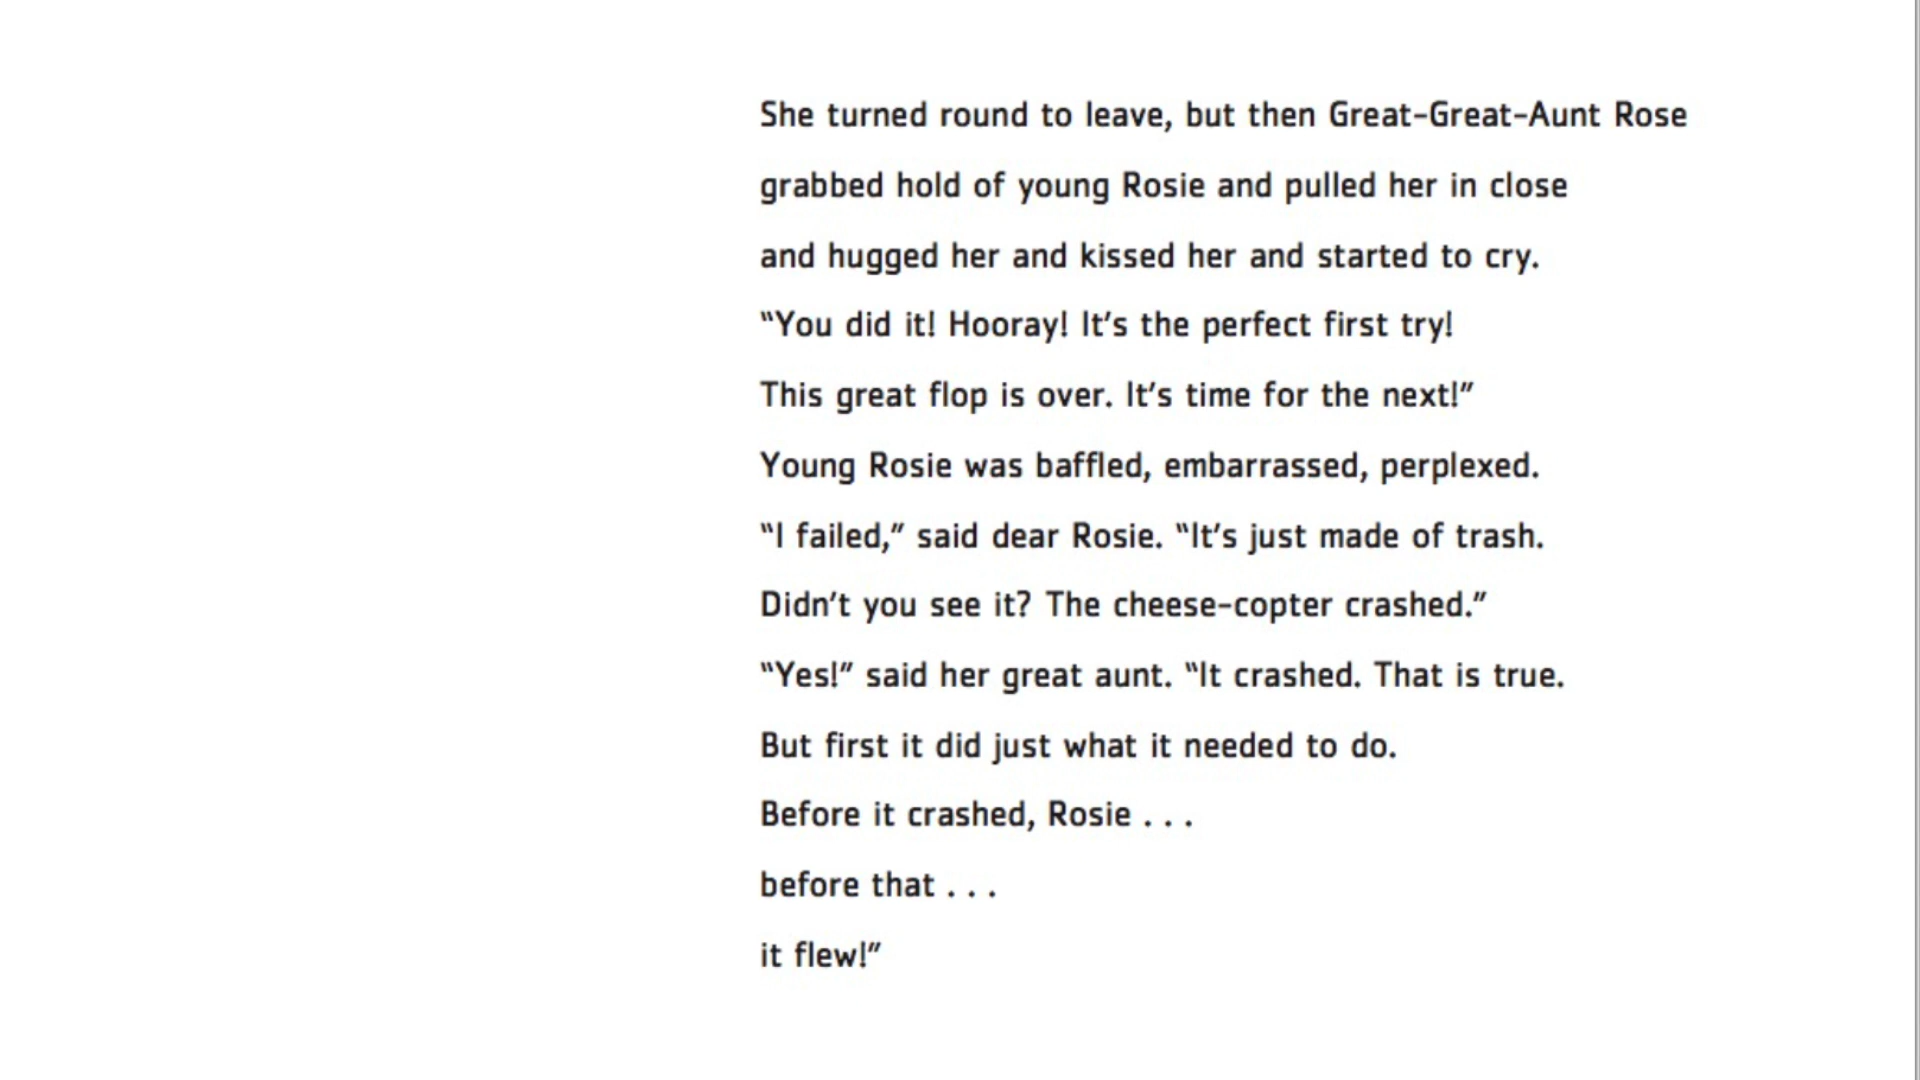 She turned round to leave, but then Great-Great-Aunt Rose
grabbed hold of young Rosie and pulled her in close
and hugged her and kissed her and started to cry.
“You did it! Hooray! It’s the perfect first try!
This great flop is over. It’s time for the next!”
Young Rosie was baffled, embarrassed, perplexed.
“I failed,” said dear Rosie. “It’s just made of trash.
Didn’t you see it? The cheese-copter crashed.”
“Yes!” said her great aunt. “It crashed. That is true.
But first it did just what it needed to do.
Before it crashed, Rosie . . .
before that . . .
it flew!”